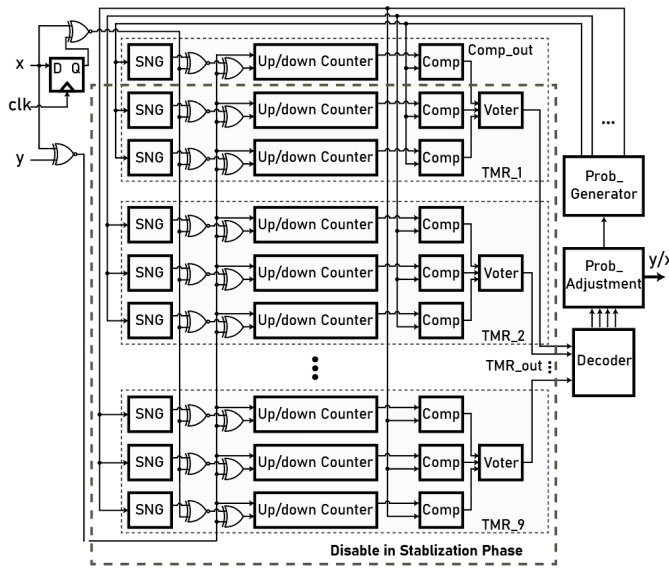 x
D Q
clk
y
SNG
Up/down Counter
Comp
Comp_out
SNG
Up/down Counter
Comp
Voter
SNG
Up/down Counter
Comp
TMR_1
SNG
Up/down Counter
Comp
SNG
Up/down Counter
Comp
Voter
SNG
Up/down Counter
Comp
TMR_2
SNG
Up/down Counter
Comp
SNG
Up/down Counter
Comp
Voter
SNG
Up/down Counter
Comp
TMR_9
Disable in Stablization Phase
...
Prob_
Generator
Prob_
Adjustment
y/x
TMR_out
Decoder